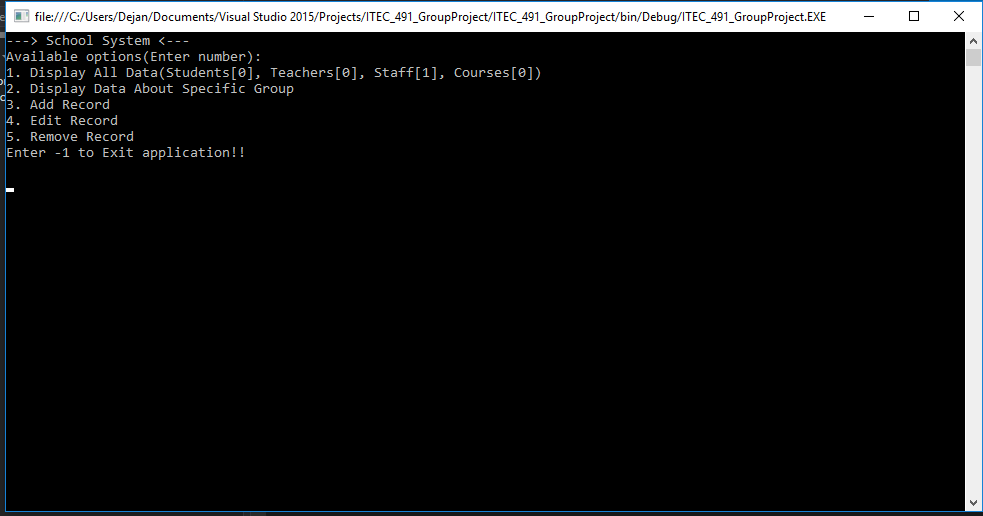 file:///C:/Users/Dejan/Documents/Visual Studio 2015/Projects/ITEC_491_GroupProject/ITEC_491_GroupProject/bin/Debug/ITEC_491_GroupProject.EXE
---> School System <---
Available options(Enter number):
1. Display All Data(Students[0], Teachers[0], Staff[1], Courses[0])
2. Display Data About Specific Group
3. Add Record
4. Edit Record
5. Remove Record
Enter -1 to Exit application!!